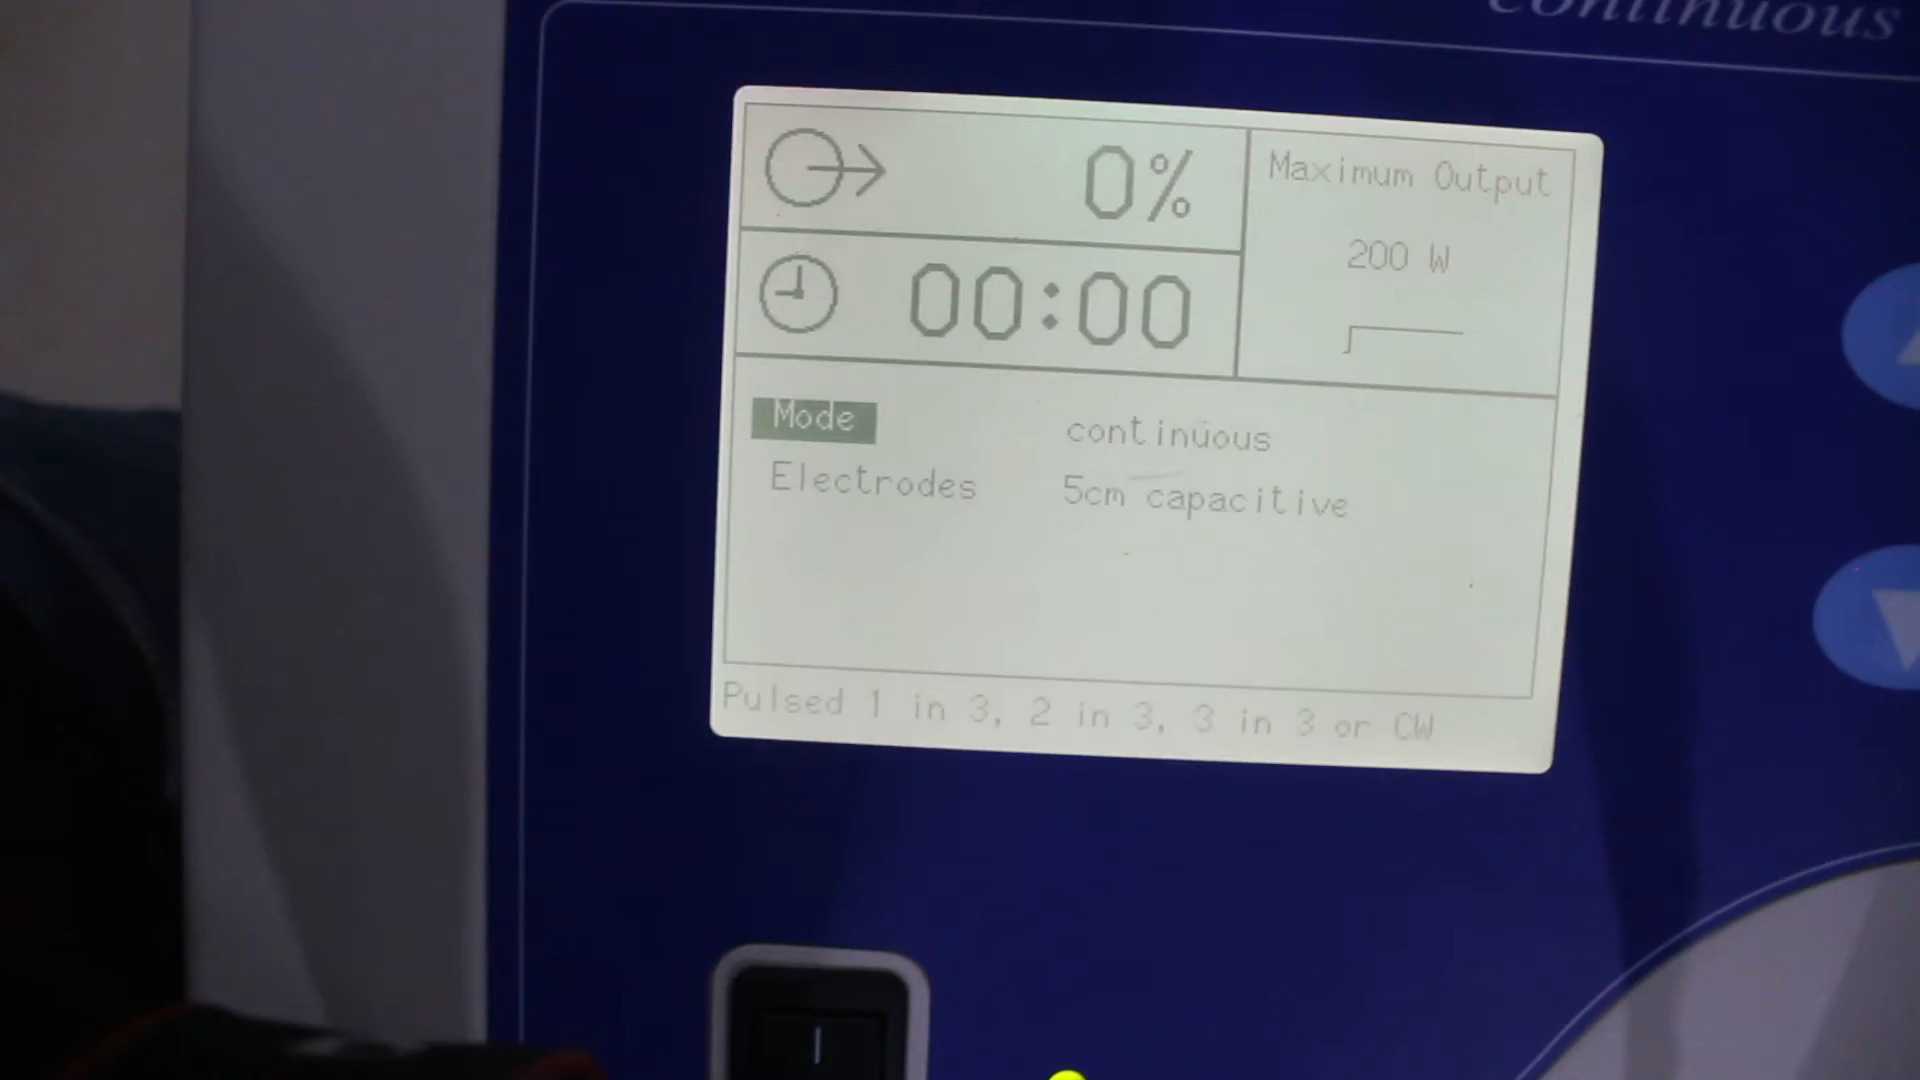 continuous
0%
Maximum Output
200 W
00:00
Mode continuous
Electrodes 5cm capacitive
Pulsed 1 in 3, 2 in 3, 3 in 3 or CW